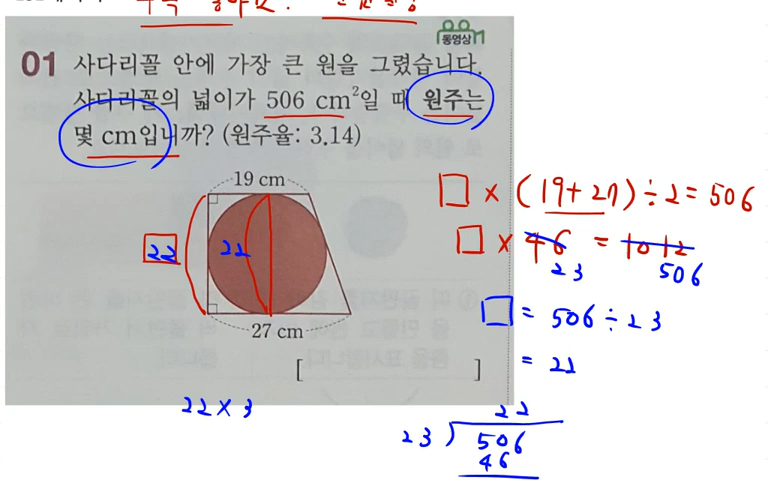 동영상
01 사다리꼴 안에 가장 큰 원을 그렸습니다.
사다리꼴의 넓이가 506 cm²일 때 원주는
몇 cm입니까? (원주율: 3.14)
19 cm
22
22
27 cm
[ ]
□ × (19+27)÷2=506
□ × 46 = 1012
23 506
□ = 506÷23
= 22
22×3
22
23)506
46